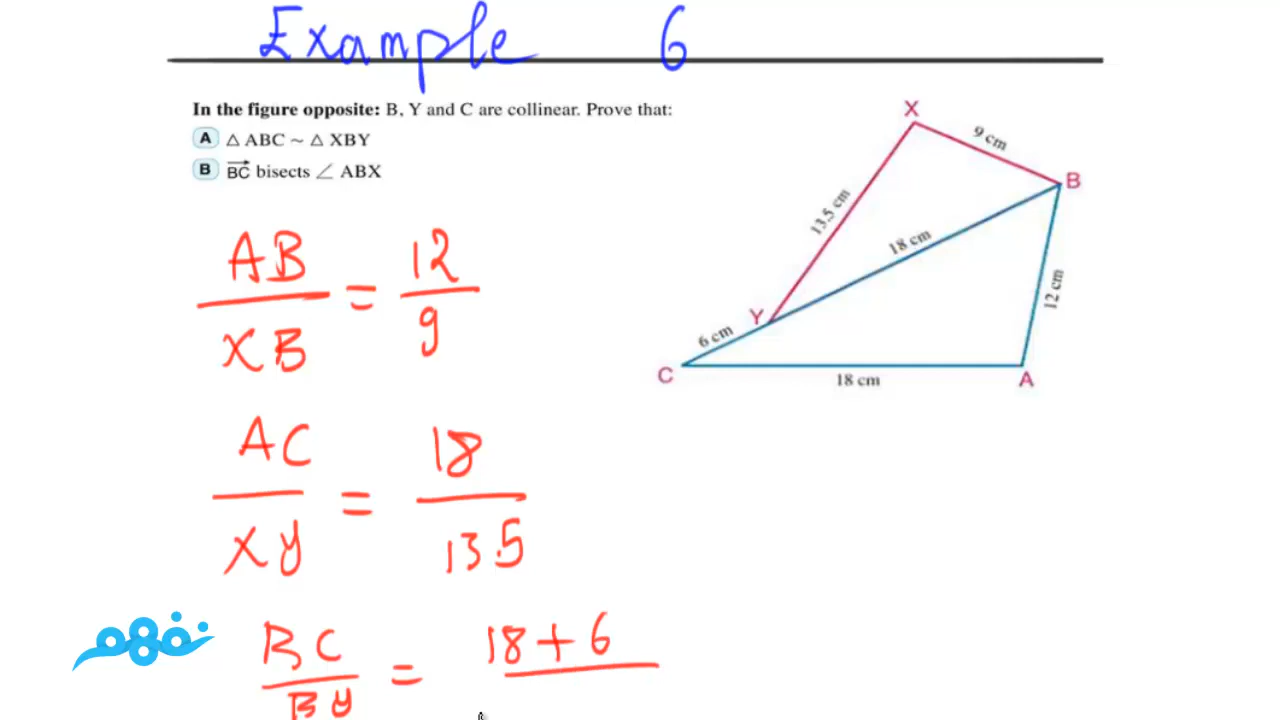 Example 6
In the figure opposite: B, Y and C are collinear. Prove that:
A △ ABC ~ △ XBY
B BC bisects ∠ ABX
X
9 cm
B
13.5 cm
18 cm
12 cm
Y
6 cm
C
18 cm
A
AB/XB = 12/9
AC/XY = 18/13.5
BC/BY = 18+6
نفهم